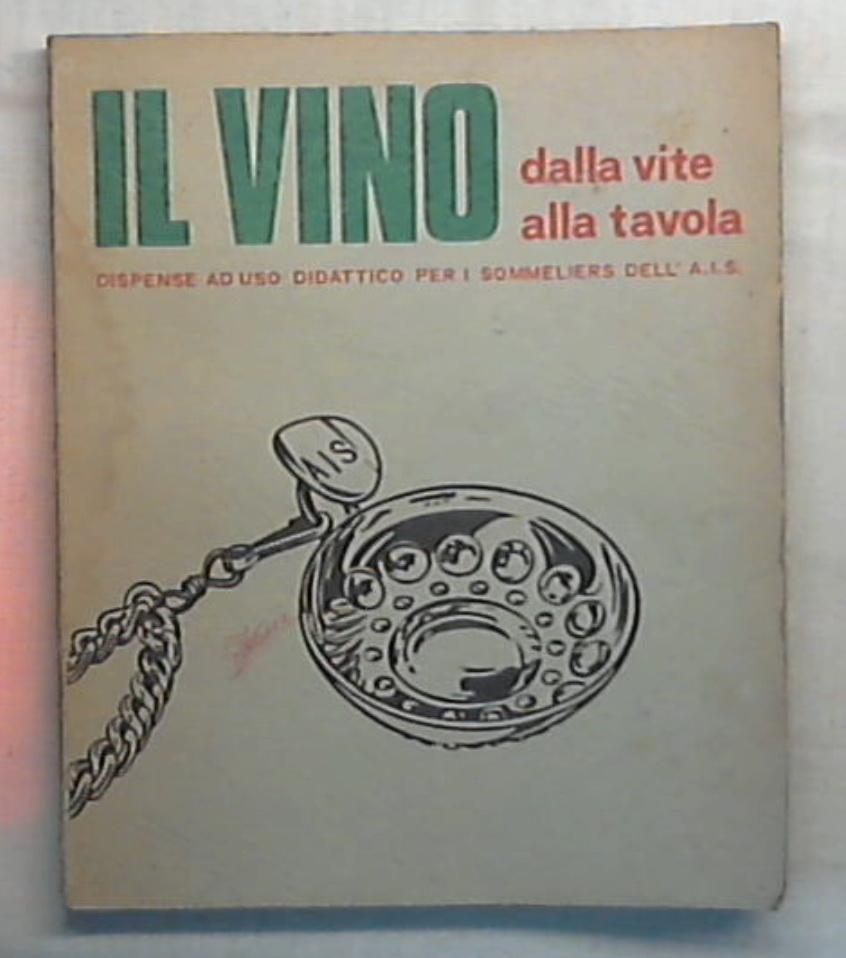 IL VINO
dalla vite
alla tavola
DISPENSE AD USO DIDATTICO PER I SOMMELIERS DELL' A.I.S.
AIS